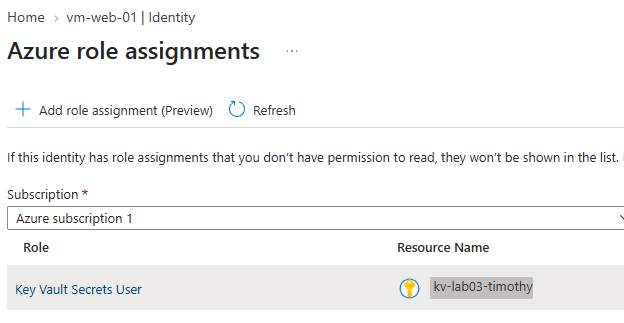 Home > vm-web-01 | Identity
Azure role assignments ...
+ Add role assignment (Preview) Refresh
If this identity has role assignments that you don't have permission to read, they won't be shown in the list.
Subscription *
Azure subscription 1
Role Resource Name
Key Vault Secrets User kv-lab03-timothy